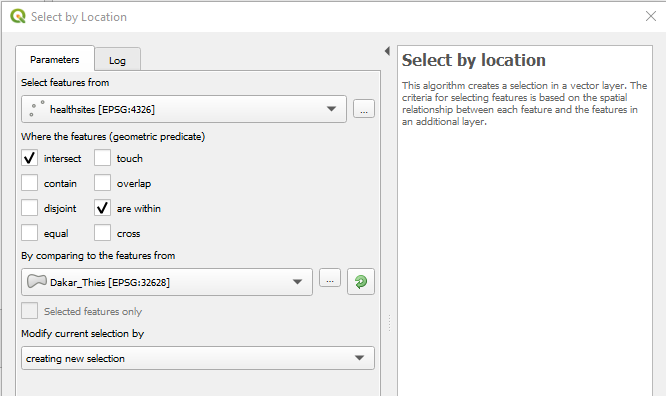 Select by Location
Parameters
Log
Select features from
healthsites [EPSG:4326]
...
Where the features (geometric predicate)
intersect
touch
contain
overlap
disjoint
are within
equal
cross
By comparing to the features from
Dakar_Thies [EPSG:32628]
...
Selected features only
Modify current selection by
creating new selection
Select by location
This algorithm creates a selection in a vector layer. The
criteria for selecting features is based on the spatial
relationship between each feature and the features in
an additional layer.